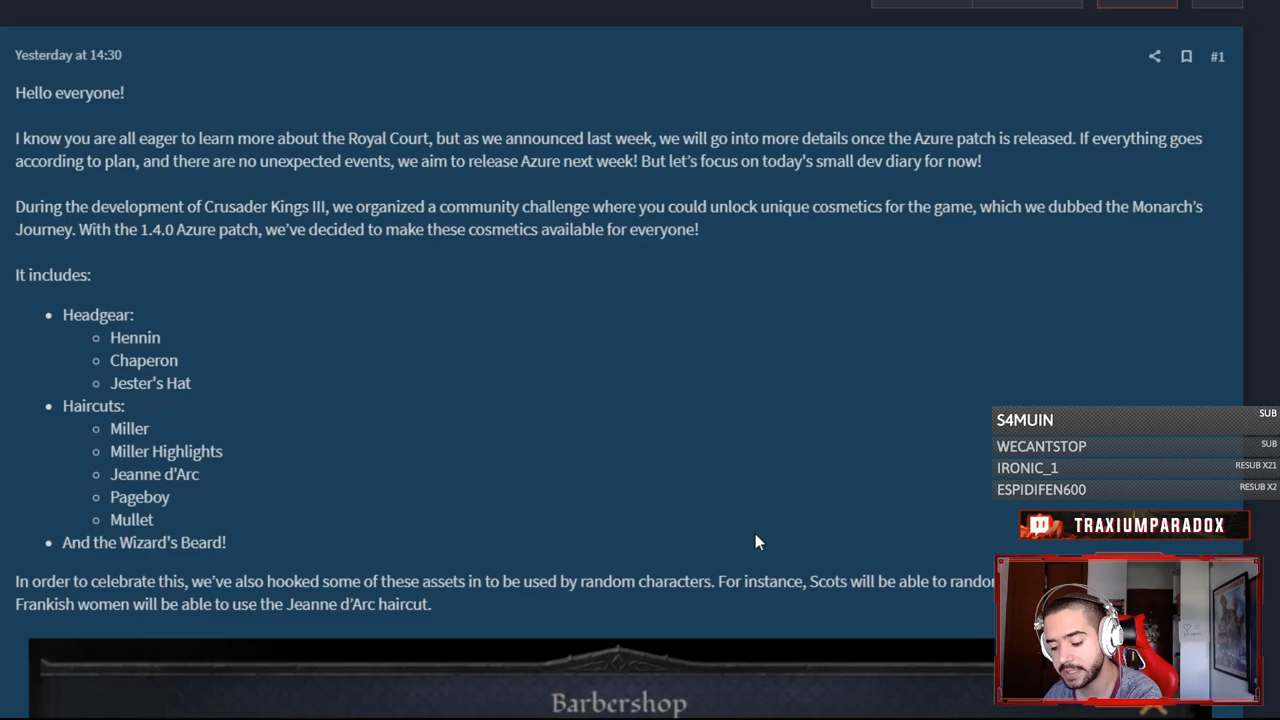 Yesterday at 14:30
#1
Hello everyone!
I know you are all eager to learn more about the Royal Court, but as we announced last week, we will go into more details once the Azure patch is released. If everything goes
according to plan, and there are no unexpected events, we aim to release Azure next week! But let's focus on today's small dev diary for now!
During the development of Crusader Kings III, we organized a community challenge where you could unlock unique cosmetics for the game, which we dubbed the Monarch's
Journey. With the 1.4.0 Azure patch, we've decided to make these cosmetics available for everyone!
It includes:
Headgear:
Hennin
Chaperon
Jester's Hat
Haircuts:
Miller
Miller Highlights
Jeanne d'Arc
Pageboy
Mullet
And the Wizard's Beard!
In order to celebrate this, we've also hooked some of these assets in to be used by random characters. For instance, Scots will be able to
Frankish women will be able to use the Jeanne d'Arc haircut.
Barbershop
S4MUIN SUB
WECANTSTOP SUB
IRONIC_1 RESUB X21
ESPIDIFEN600 RESUB X2
TRAXIUMPARADOX